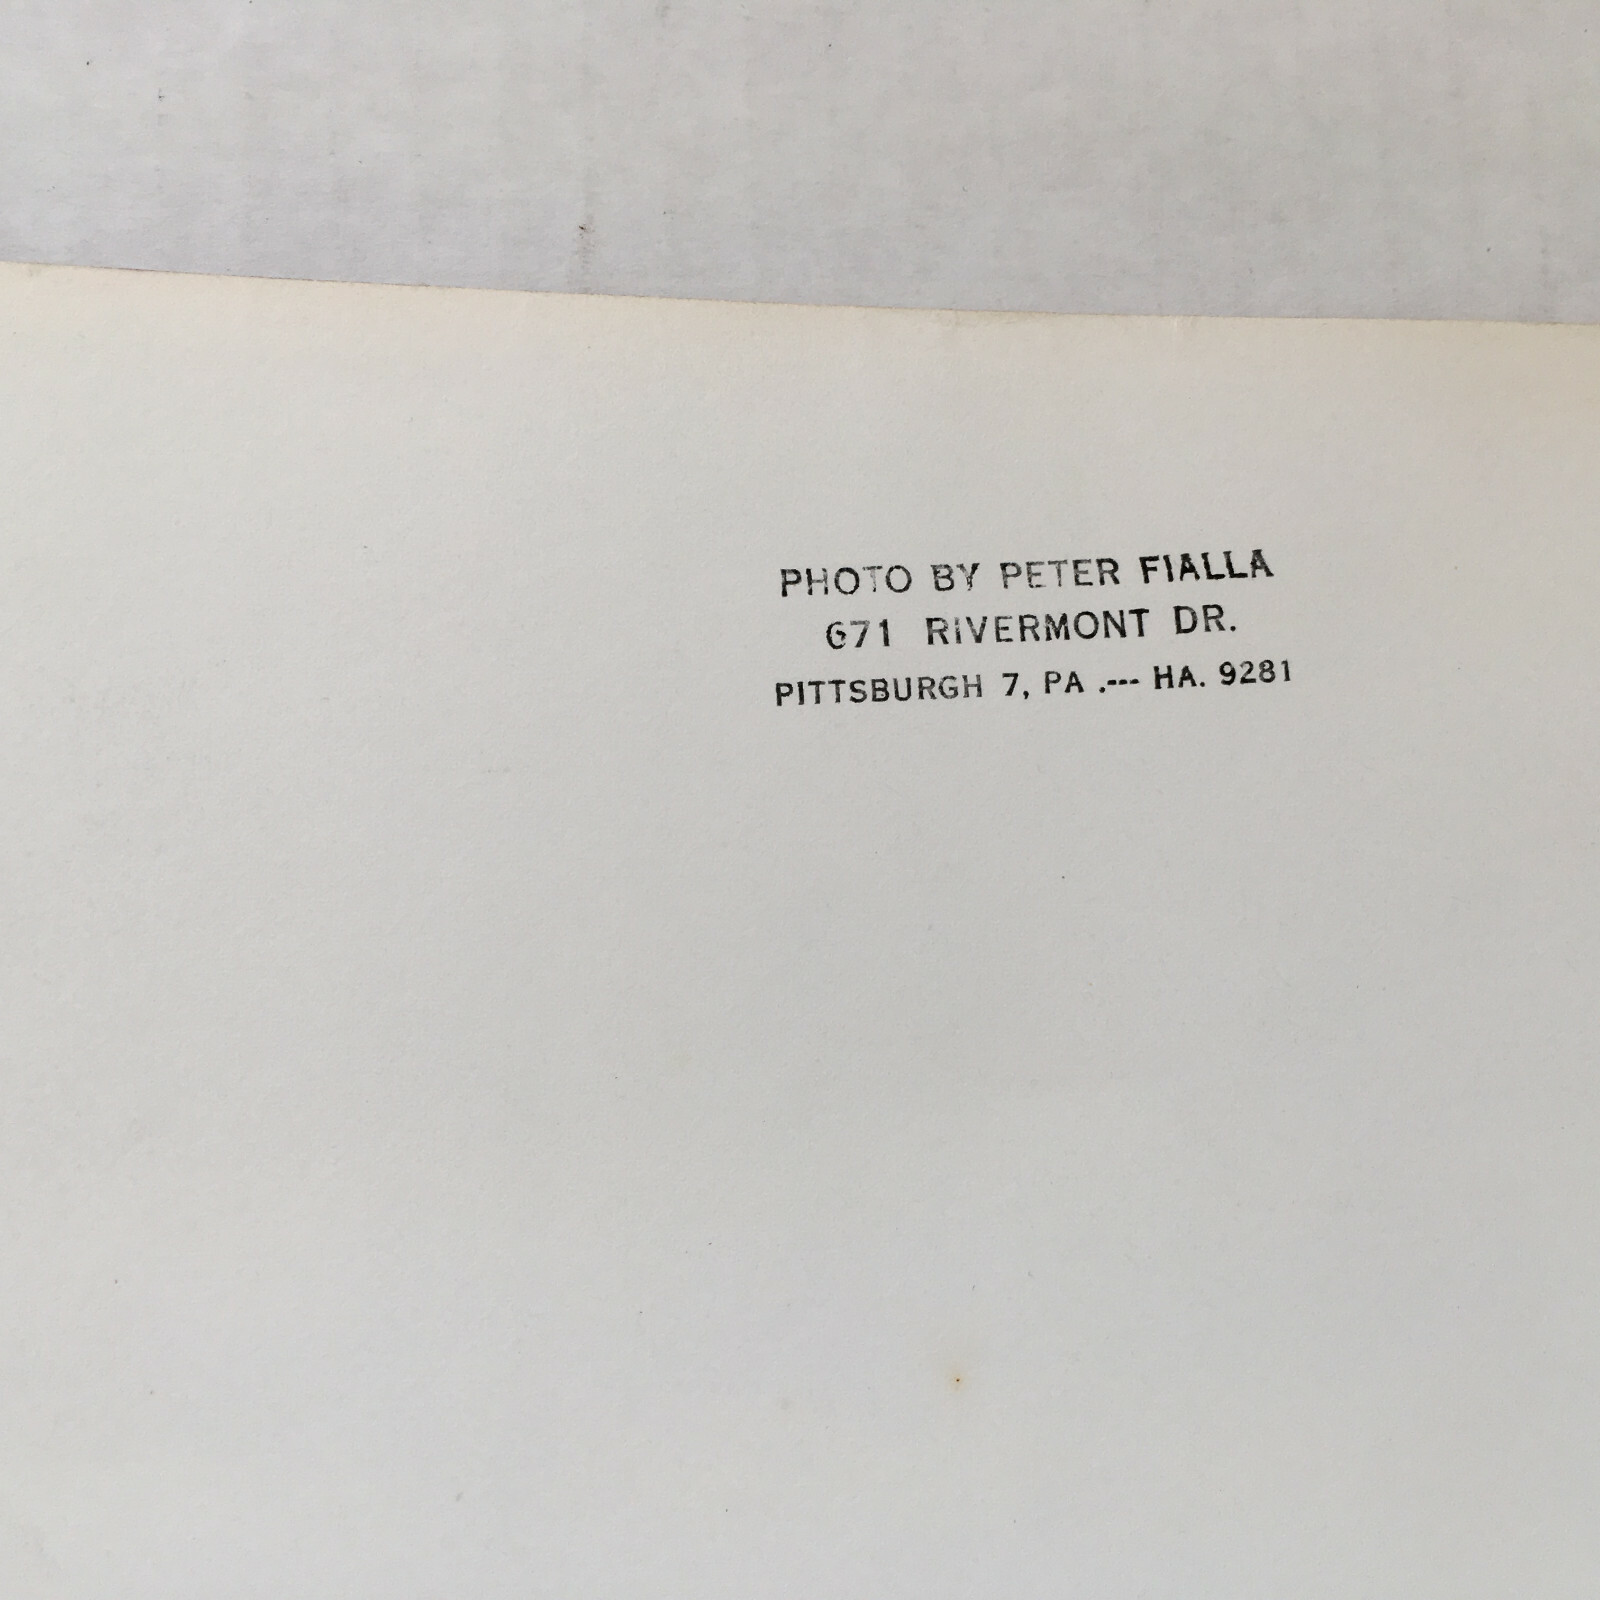 PHOTO BY PETER FIALLA
671 RIVERMONT DR.
PITTSBURGH 7, PA .--- HA. 9281